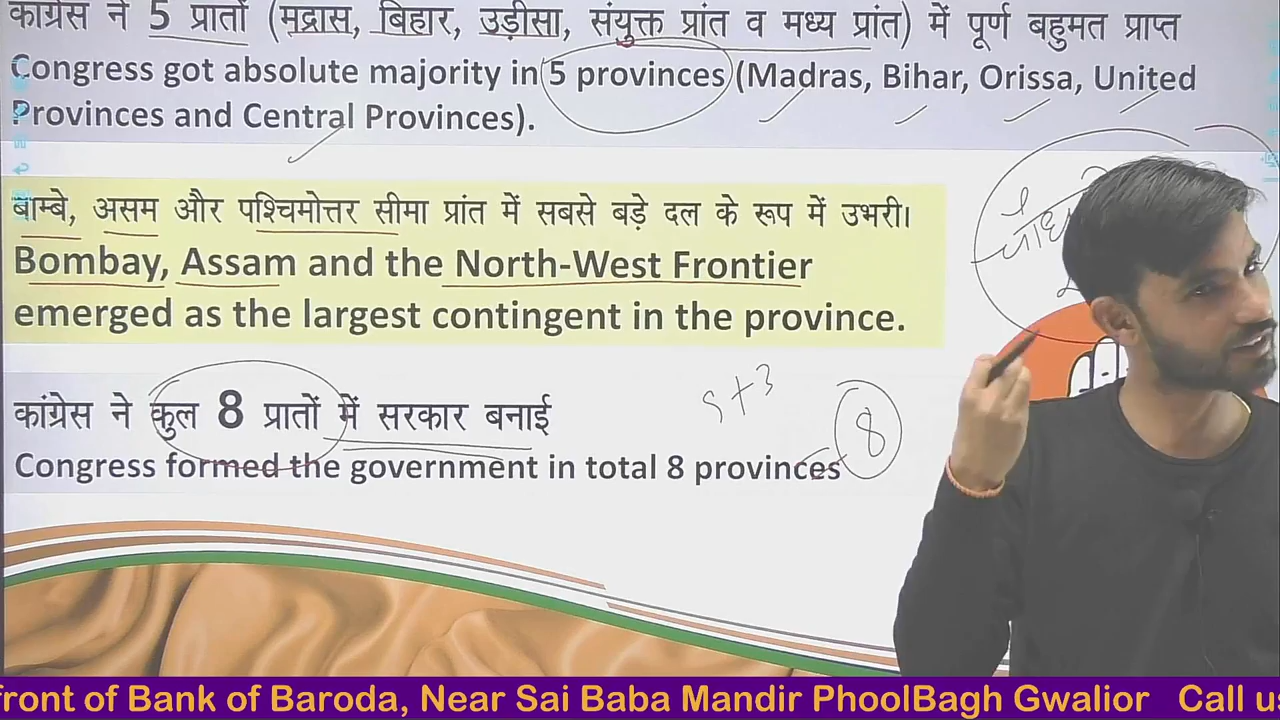 कांग्रेस ने 5 प्रातों (मद्रास, बिहार, उड़ीसा, संयुक्त प्रांत व मध्य प्रांत) में पूर्ण बहुमत प्राप्त
Congress got absolute majority in 5 provinces (Madras, Bihar, Orissa, United
Provinces and Central Provinces).
बाम्बे, असम और पश्चिमोत्तर सीमा प्रांत में सबसे बड़े दल के रूप में उभरी।
Bombay, Assam and the North-West Frontier
emerged as the largest contingent in the province.
कांग्रेस ने कुल 8 प्रातों में सरकार बनाई
5+3
8
Congress formed the government in total 8 provinces
front of Bank of Baroda, Near Sai Baba Mandir PhoolBagh Gwalior Call us